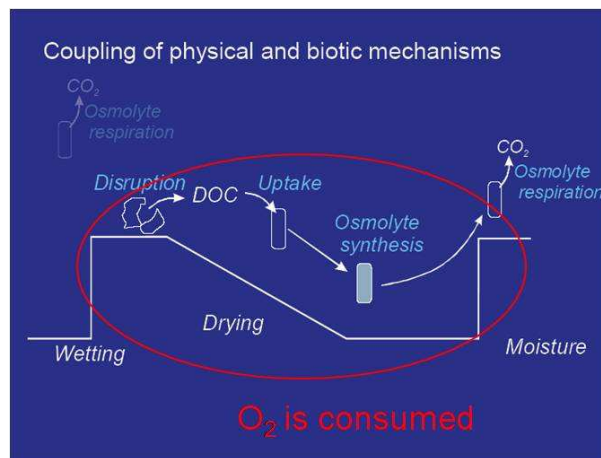 Coupling of physical and biotic mechanisms
CO₂
Osmolyte
respiration
CO₂
Osmolyte
respiration
Disruption
DOC
Uptake
Osmolyte
synthesis
Drying
Wetting
Moisture
O₂ is consumed